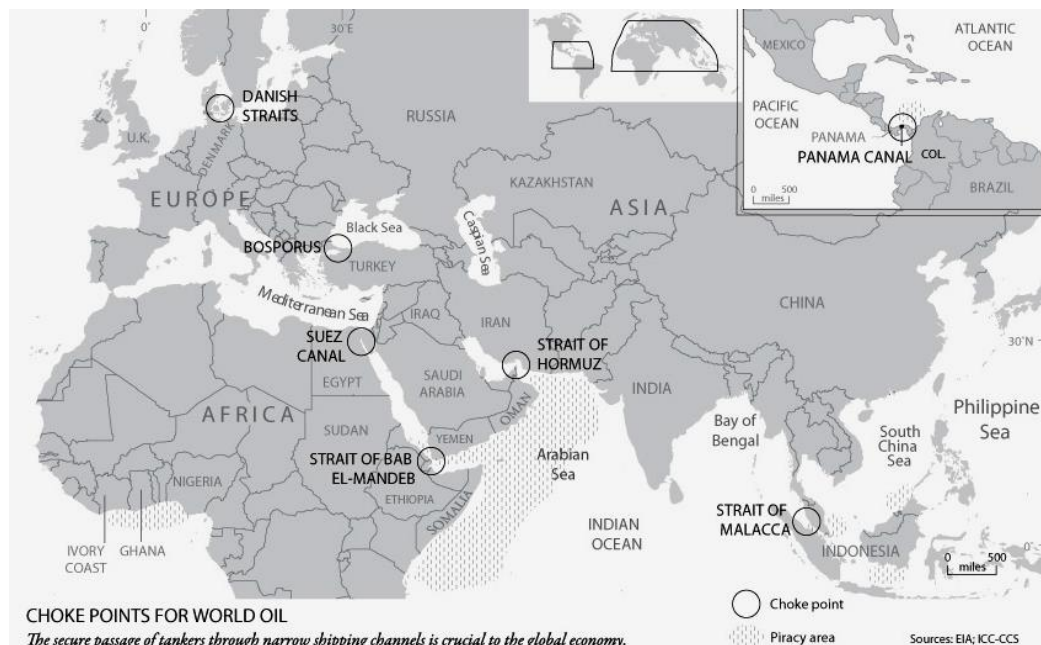 0°
30°E
DANISH
STRAITS
U.K.
DENMARK
RUSSIA
EUROPE
KAZAKHSTAN
ASIA
Black Sea
Caspian Sea
BOSPORUS
TURKEY
Mediterranean Sea
IRAQ
IRAN
CHINA
SUEZ
CANAL
STRAIT OF
HORMUZ
30°N
EGYPT
SAUDI
ARABIA
OMAN
INDIA
AFRICA
SUDAN
YEMEN
Bay of
Bengal
South
China
Sea
Philippine
Sea
STRAIT OF BAB
EL-MANDEB
Arabian
Sea
NIGERIA
ETHIOPIA
SOMALIA
IVORY
COAST
GHANA
INDIAN
OCEAN
STRAIT OF
MALACCA
INDONESIA
0°
0 500
miles
MEXICO
ATLANTIC
OCEAN
PACIFIC
OCEAN
PANAMA
PANAMA CANAL
COL.
BRAZIL
0 500
miles
CHOKE POINTS FOR WORLD OIL
The secure passage of tankers through narrow shipping channels is crucial to the global economy.
Choke point
Piracy area
Sources: EIA; ICC-CCS